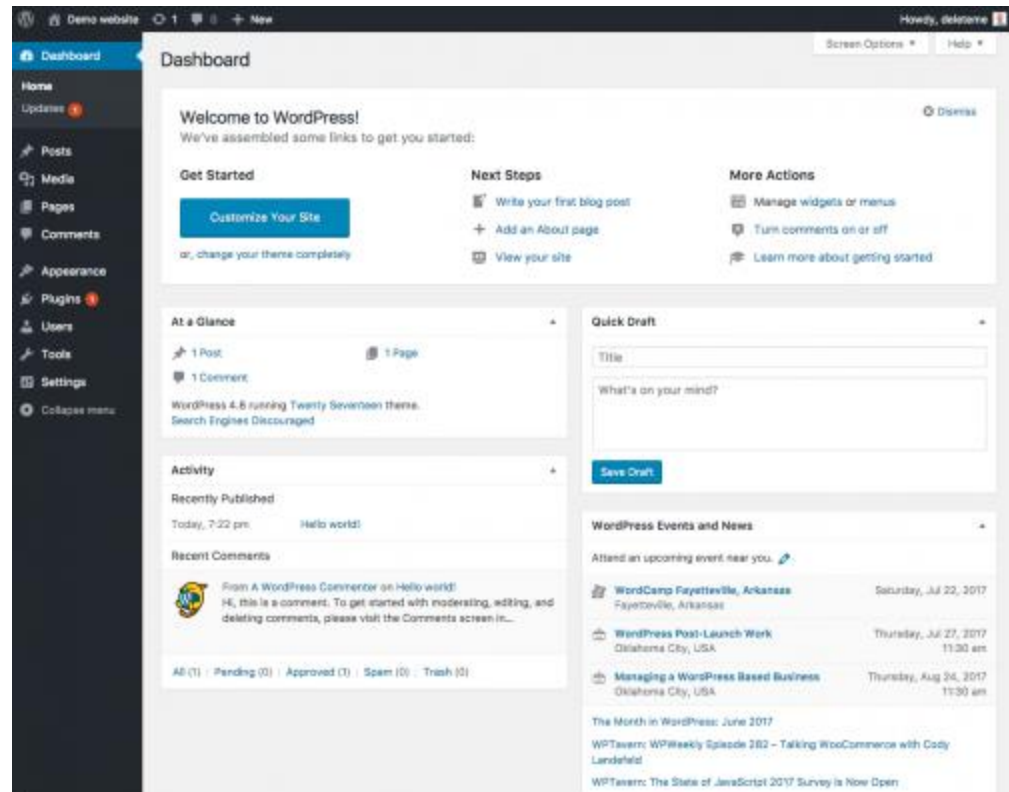 Demo website 1 0 + New
Howdy, deleteme
Screen Options
Help
Dashboard
Home
Updates 1
Posts
Media
Pages
Comments
Appearance
Plugins 1
Users
Tools
Settings
Collapse menu
Dashboard
Welcome to WordPress!
Dismiss
We've assembled some links to get you started:
Get Started
Customize Your Site
or, change your theme completely
Next Steps
Write your first blog post
Add an About page
View your site
More Actions
Manage widgets or menus
Turn comments on or off
Learn more about getting started
At a Glance
1 Post
1 Page
1 Comment
WordPress 4.8 running Twenty Seventeen theme.
Search Engines Discouraged
Activity
Recently Published
Today, 7:22 pm Hello world!
Recent Comments
From A WordPress Commenter on Hello world!
Hi, this is a comment. To get started with moderating, editing, and
deleting comments, please visit the Comments screen in...
All (1) | Pending (0) | Approved (1) | Spam (0) | Trash (0)
Quick Draft
Title
What's on your mind?
Save Draft
WordPress Events and News
Attend an upcoming event near you.
WordCamp Fayetteville, Arkansas Saturday, Jul 22, 2017
Fayetteville, Arkansas
WordPress Post-Launch Work Thursday, Jul 27, 2017
Oklahoma City, USA 11:30 am
Managing a WordPress Based Business Thursday, Aug 24, 2017
Oklahoma City, USA 11:30 am
The Month in WordPress: June 2017
WPTavern: WPWeekly Episode 282 – Talking WooCommerce with Cody
Landefeld
WPTavern: The State of JavaScript 2017 Survey is Now Open